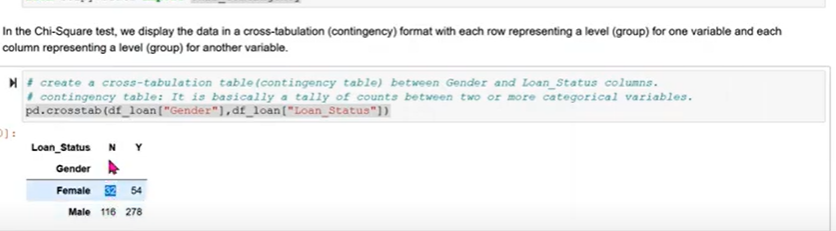 In the Chi-Square test, we display the data in a cross-tabulation (contingency) format with each row representing a level (group) for one variable and each
column representing a level (group) for another variable.
# create a cross-tabulation table(contingency table) between Gender and Loan_Status columns.
# contingency table: It is basically a tally of counts between two or more categorical variables.
pd.crosstab(df_loan["Gender"],df_loan["Loan_Status"])
]:
Loan_Status N Y
Gender
Female 32 54
Male 116 278